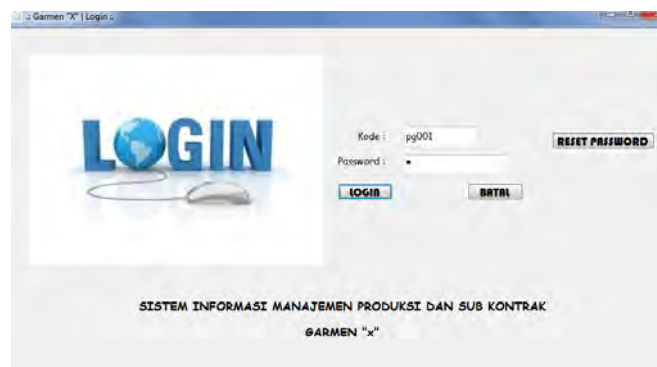 .: Garmen "X" | Login :.
LOGIN
Kode : pg001
RESET PASSWORD
Password : •
LOGIN BATAL
SISTEM INFORMASI MANAJEMEN PRODUKSI DAN SUB KONTRAK
GARMEN "x"